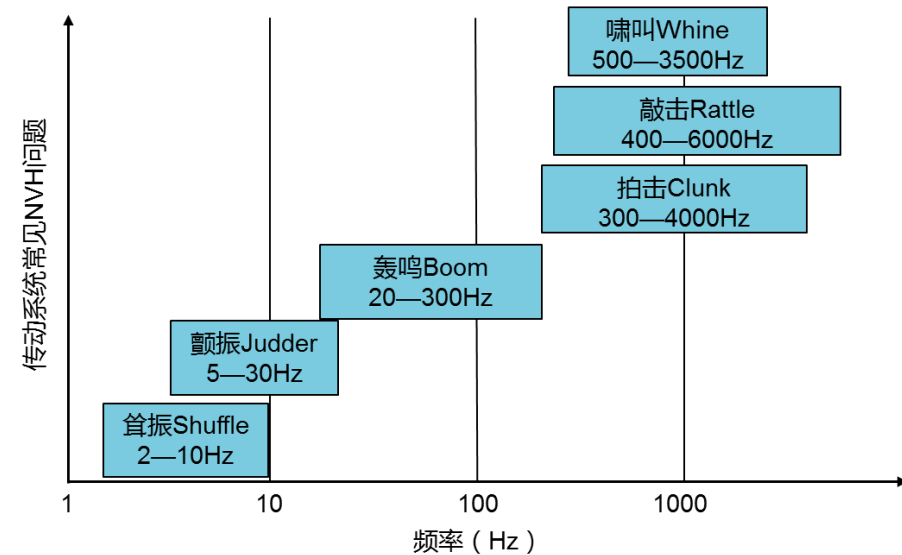 传动系统常见NVH问题
啸叫Whine
500—3500Hz
敲击Rattle
400—6000Hz
拍击Clunk
300—4000Hz
轰鸣Boom
20—300Hz
颤振Judder
5—30Hz
耸振Shuffle
2—10Hz
1
10
100
1000
频率（Hz）